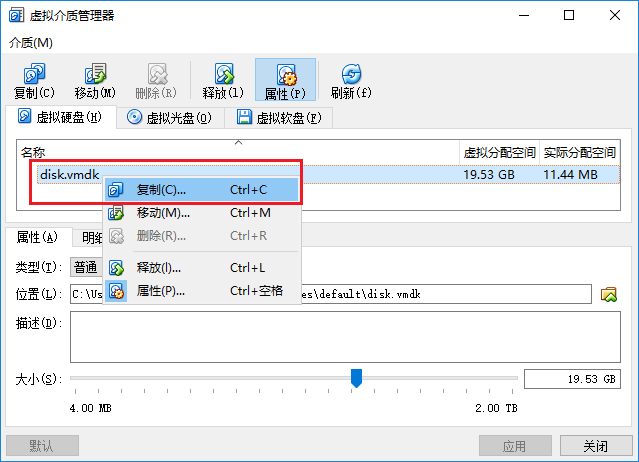 虚拟介质管理器
介质(M)
复制(C) 移动(M) 删除(R) 释放(l) 属性(P) 刷新(f)
虚拟硬盘(H) 虚拟光盘(O) 虚拟软盘(F)
名称 虚拟分配空间 实际分配空间
disk.vmdk 19.53 GB 11.44 MB
复制(C)... Ctrl+C
移动(M)... Ctrl+M
删除(R)... Ctrl+R
释放(l)... Ctrl+L
属性(P)... Ctrl+空格
属性(A) 明细
类型(T): 普通
位置(L): C:\Us es\default\disk.vmdk
描述(D):
大小(S): 19.53 GB
4.00 MB 2.00 TB
默认 应用 关闭